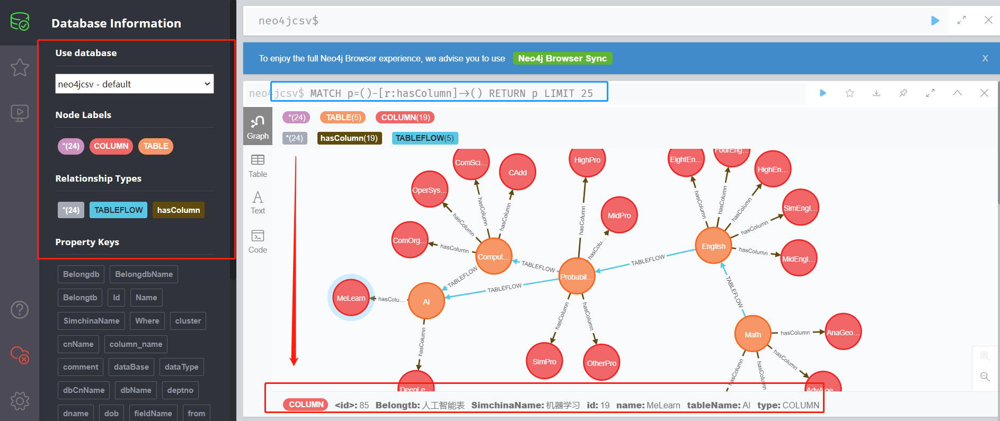 Database Information
Use database
neo4jcsv - default
Node Labels
*(24) COLUMN TABLE
Relationship Types
*(24) TABLEFLOW hasColumn
Property Keys
Belongdb BelongdbName
Belongtb Id Name
SimchinaName Where cluster
cnName column_name
comment dataBase dataType
dbCnName dbName deptno
dname dob fieldName from
neo4jcsv$
To enjoy the full Neo4j Browser experience, we advise you to use Neo4j Browser Sync X
neo4jcsv$ MATCH p=()-[r:hasColumn]->() RETURN p LIMIT 25
Graph
Table
Text
Code
*(24) TABLE(5) COLUMN(19)
*(24) hasColumn(19) TABLEFLOW(5)
ComSci...
CAdd
OperSys...
ComOrg...
Comput...
HighPro
MidPro
EightEn...
FourEng...
HighEn...
SimEngl...
MidEngl...
English
Probabil...
MeLearn
AI
DeepLe...
SimPro
OtherPro
Math
AnaGeo...
AdvAlge...
hasColumn
hasColumn
hasColumn
hasColumn
hasColumn
hasColu...
hasColumn
hasColumn
hasColumn
hasColumn
hasColumn
TABLEFLOW
TABLEFLOW
TABLEFLOW
TABLEFLOW
TABLEFLOW
hasColu...
hasColumn
hasColumn
hasColumn
hasColumn
hasColumn
hasColumn
hasColumn
COLUMN <id>: 85 Belongtb: 人工智能表 SimchinaName: 机器学习 id: 19 name: MeLearn tableName: AI type: COLUMN